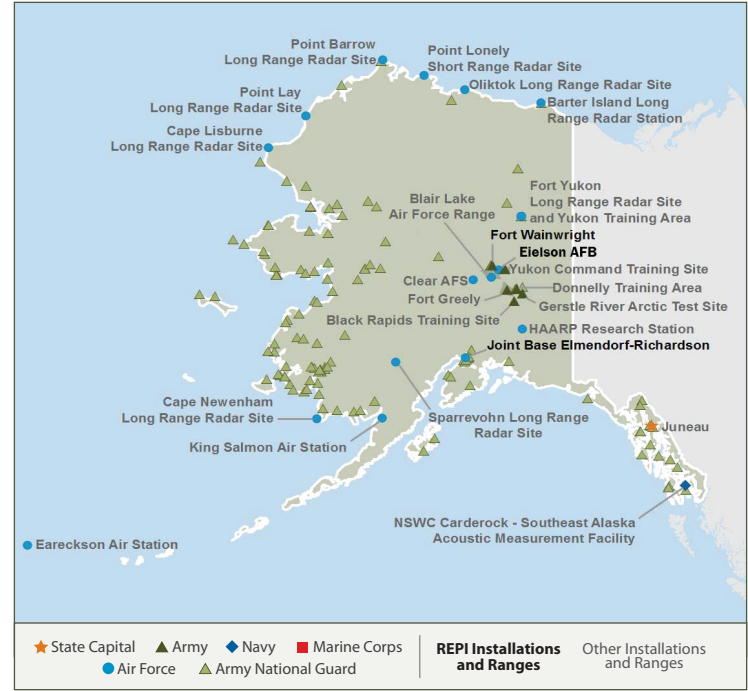 Point Barrow
Long Range Radar Site
Point Lonely
Short Range Radar Site
Oliktok Long Range Radar Site
Barter Island Long
Range Radar Station
Point Lay
Long Range Radar Site
Cape Lisburne
Long Range Radar Site
Blair Lake
Air Force Range
Fort Yukon
Long Range Radar Site
and Yukon Training Area
Fort Wainwright
Eielson AFB
Yukon Command Training Site
Clear AFS
Donnelly Training Area
Fort Greely
Gerstle River Arctic Test Site
Black Rapids Training Site
HAARP Research Station
Joint Base Elmendorf-Richardson
Cape Newenham
Long Range Radar Site
Sparrevohn Long Range
Radar Site
King Salmon Air Station
Juneau
NSWC Carderock - Southeast Alaska
Acoustic Measurement Facility
Eareckson Air Station
State Capital
Army
Navy
Marine Corps
Air Force
Army National Guard
REPI Installations
and Ranges
Other Installations
and Ranges